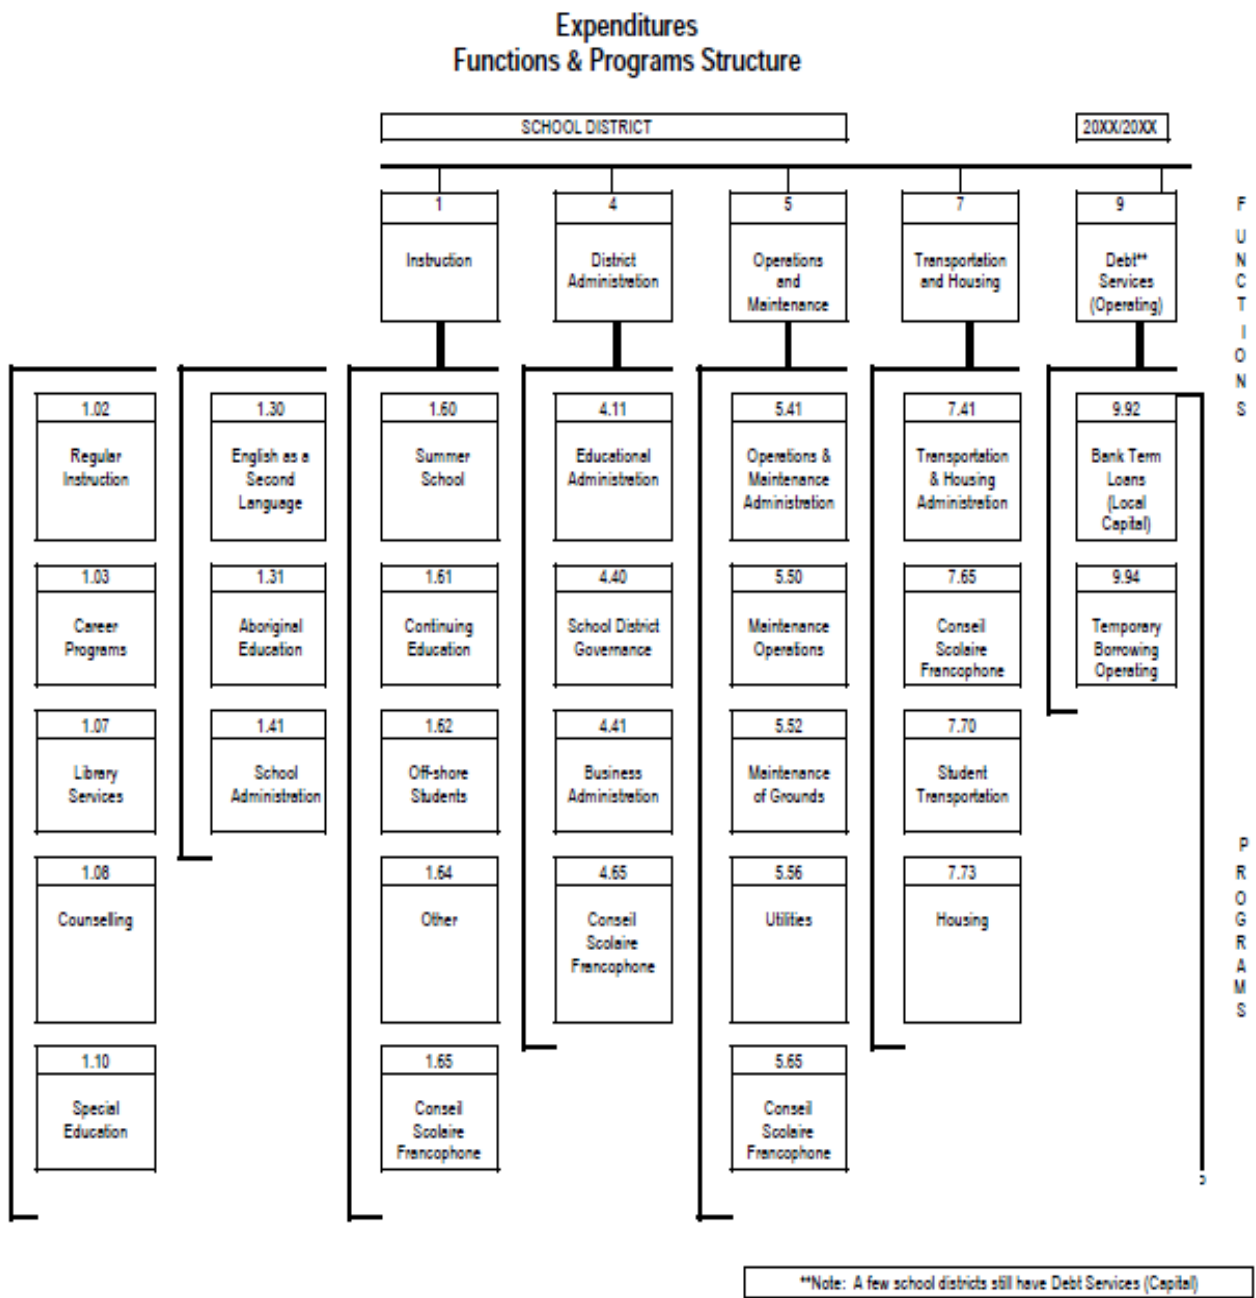 Expenditures
Functions & Programs Structure
SCHOOL DISTRICT
20XX/20XX
1
Instruction
4
District
Administration
5
Operations
and
Maintenance
7
Transportation
and Housing
9
Debt**
Services
(Operating)
FUNCTIONS
1.02
Regular
Instruction
1.03
Career
Programs
1.07
Library
Services
1.08
Counselling
1.10
Special
Education
1.30
English as a
Second
Language
1.31
Aboriginal
Education
1.41
School
Administration
1.60
Summer
School
1.61
Continuing
Education
1.62
Off-shore
Students
1.64
Other
1.65
Conseil
Scolaire
Francophone
4.11
Educational
Administration
4.40
School District
Governance
4.41
Business
Administration
4.65
Conseil
Scolaire
Francophone
5.41
Operations &
Maintenance
Administration
5.50
Maintenance
Operations
5.52
Maintenance
of Grounds
5.56
Utilities
5.65
Conseil
Scolaire
Francophone
7.41
Transportation
& Housing
Administration
7.65
Conseil
Scolaire
Francophone
7.70
Student
Transportation
7.73
Housing
9.92
Bank Term
Loans
(Local
Capital)
9.94
Temporary
Borrowing
Operating
PROGRAMS
**Note: A few school districts still have Debt Services (Capital)